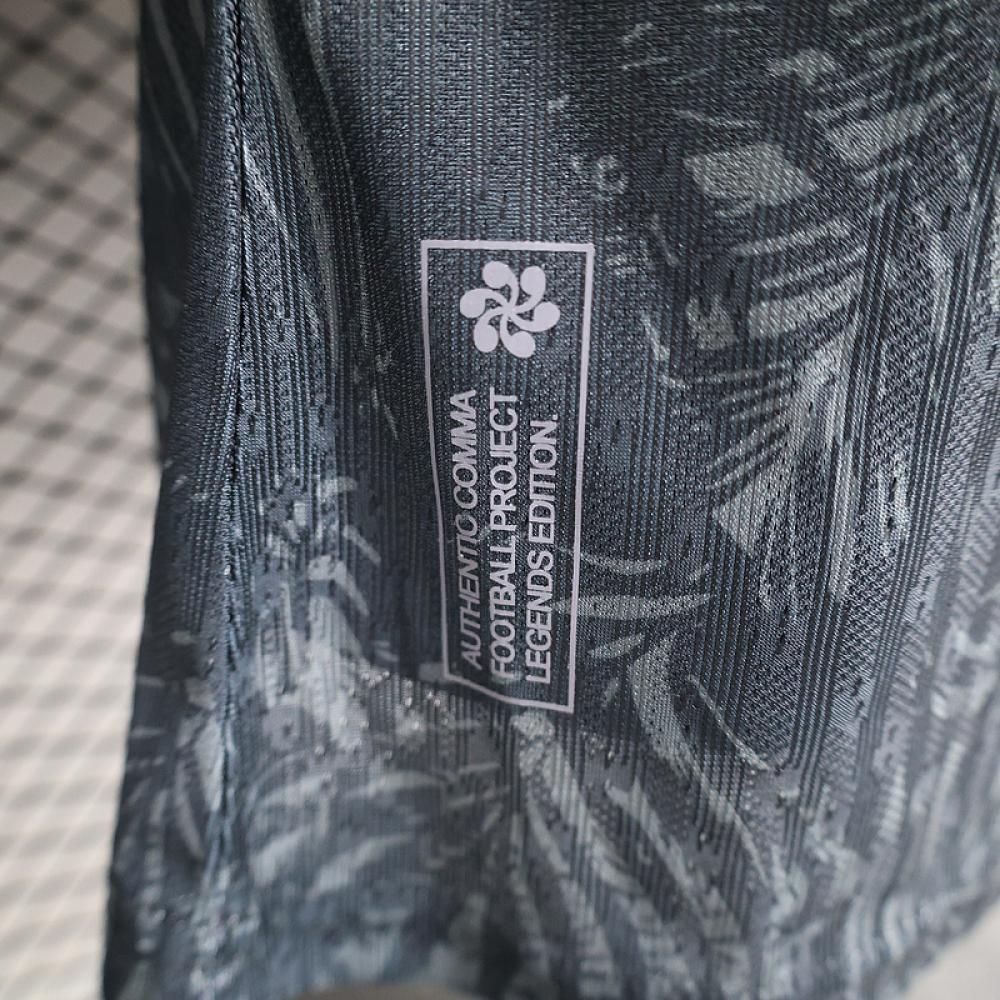 AUTHENTIC COMMA
FOOTBALL PROJECT
LEGENDS EDITION.